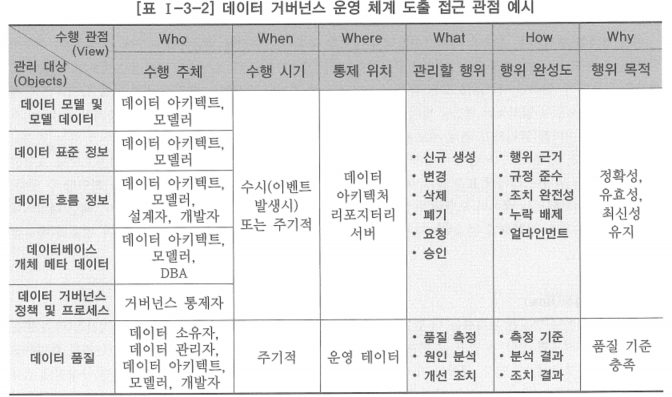 [표 Ⅰ-3-2] 데이터 거버넌스 운영 체계 도출 접근 관점 예시
수행 관점
(View)
관리 대상
(Objects)
Who
When
Where
What
How
Why
수행 주체
수행 시기
통제 위치
관리할 행위
행위 완성도
행위 목적
데이터 모델 및
모델 데이터
데이터 아키텍트,
모델러
데이터 표준 정보
데이터 아키텍트,
모델러
데이터 흐름 정보
데이터 아키텍트,
모델러,
설계자, 개발자
데이터베이스
개체 메타 데이터
데이터 아키텍트,
모델러,
DBA
데이터 거버넌스
정책 및 프로세스
거버넌스 통제자
수시(이벤트
발생시)
또는 주기적
데이터
아키텍처
리포지터리
서버
• 신규 생성
• 변경
• 삭제
• 폐기
• 요청
• 승인
• 행위 근거
• 규정 준수
• 조치 완전성
• 누락 배제
• 얼라인먼트
정확성,
유효성,
최신성
유지
데이터 품질
데이터 소유자,
데이터 관리자,
데이터 아키텍트,
모델러, 개발자
주기적
운영 테이터
• 품질 측정
• 원인 분석
• 개선 조치
• 측정 기준
• 분석 결과
• 조치 결과
품질 기준
충족